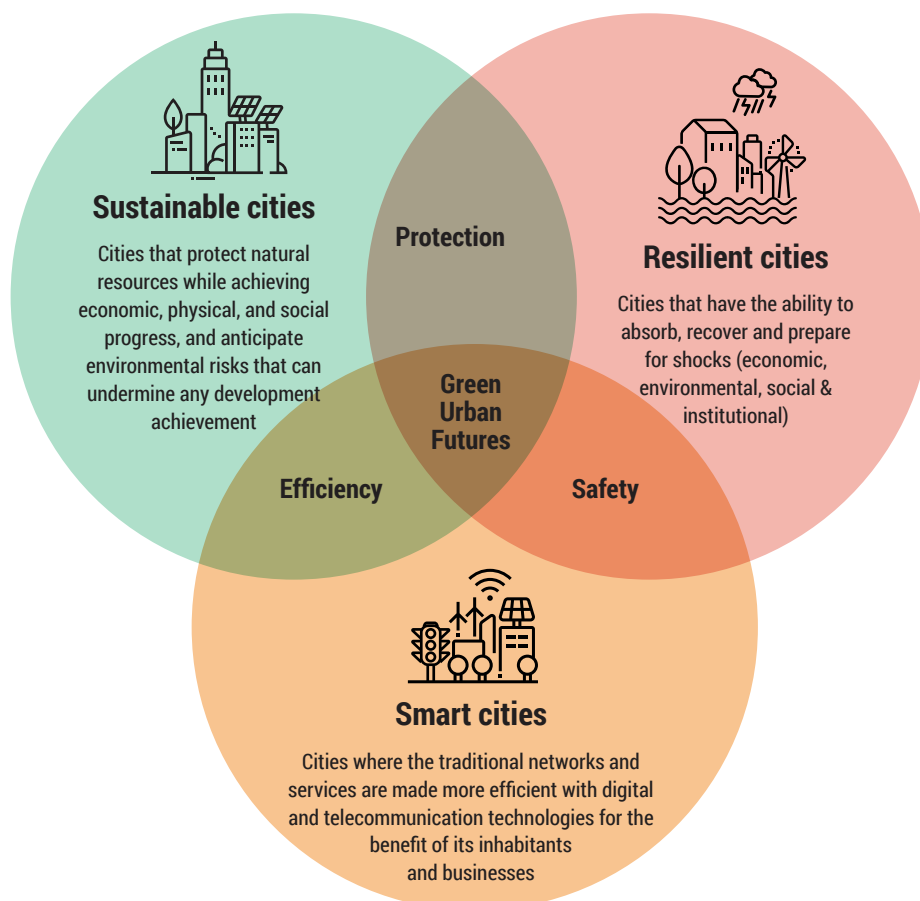 Sustainable cities
Cities that protect natural
resources while achieving
economic, physical, and social
progress, and anticipate
environmental risks that can
undermine any development
achievement
Protection
Resilient cities
Cities that have the ability to
absorb, recover and prepare
for shocks (economic,
environmental, social &
institutional)
Green
Urban
Futures
Efficiency
Safety
Smart cities
Cities where the traditional networks and
services are made more efficient with digital
and telecommunication technologies for the
benefit of its inhabitants
and businesses